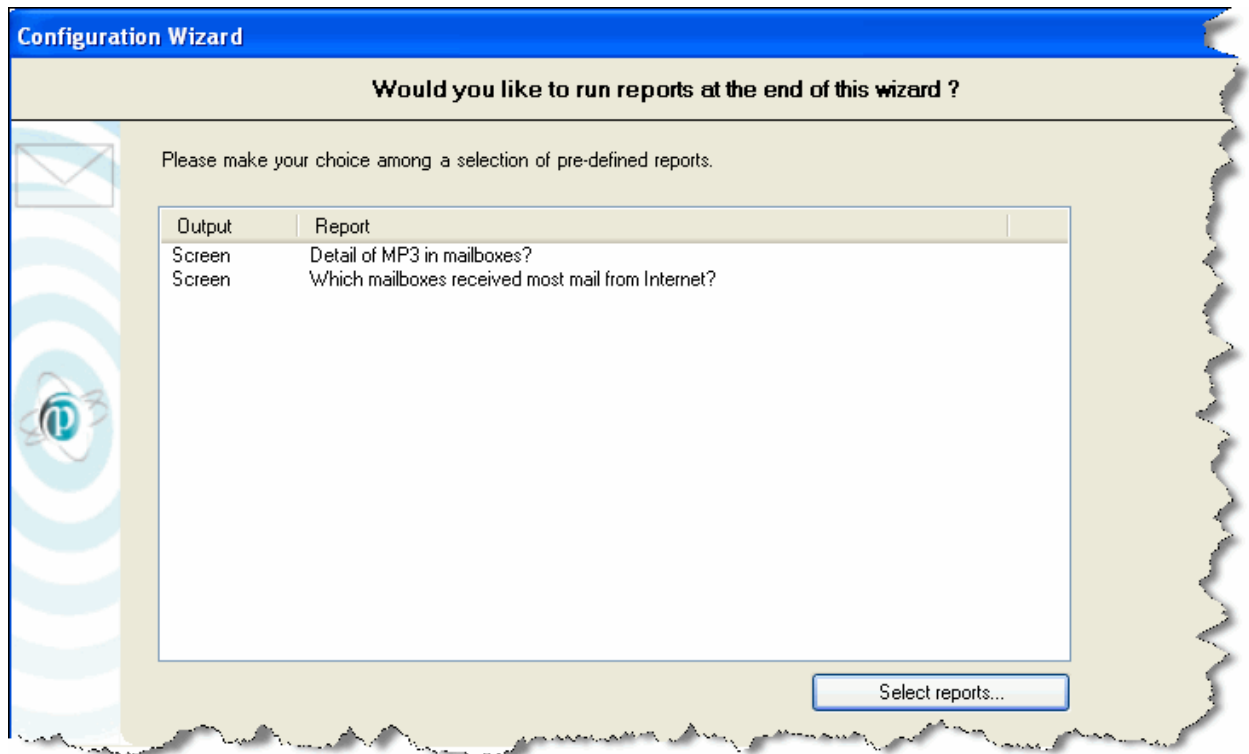 Configuration Wizard
Would you like to run reports at the end of this wizard ?
Please make your choice among a selection of pre-defined reports.
Output Report
Screen Detail of MP3 in mailboxes?
Screen Which mailboxes received most mail from Internet?
p
Select reports...